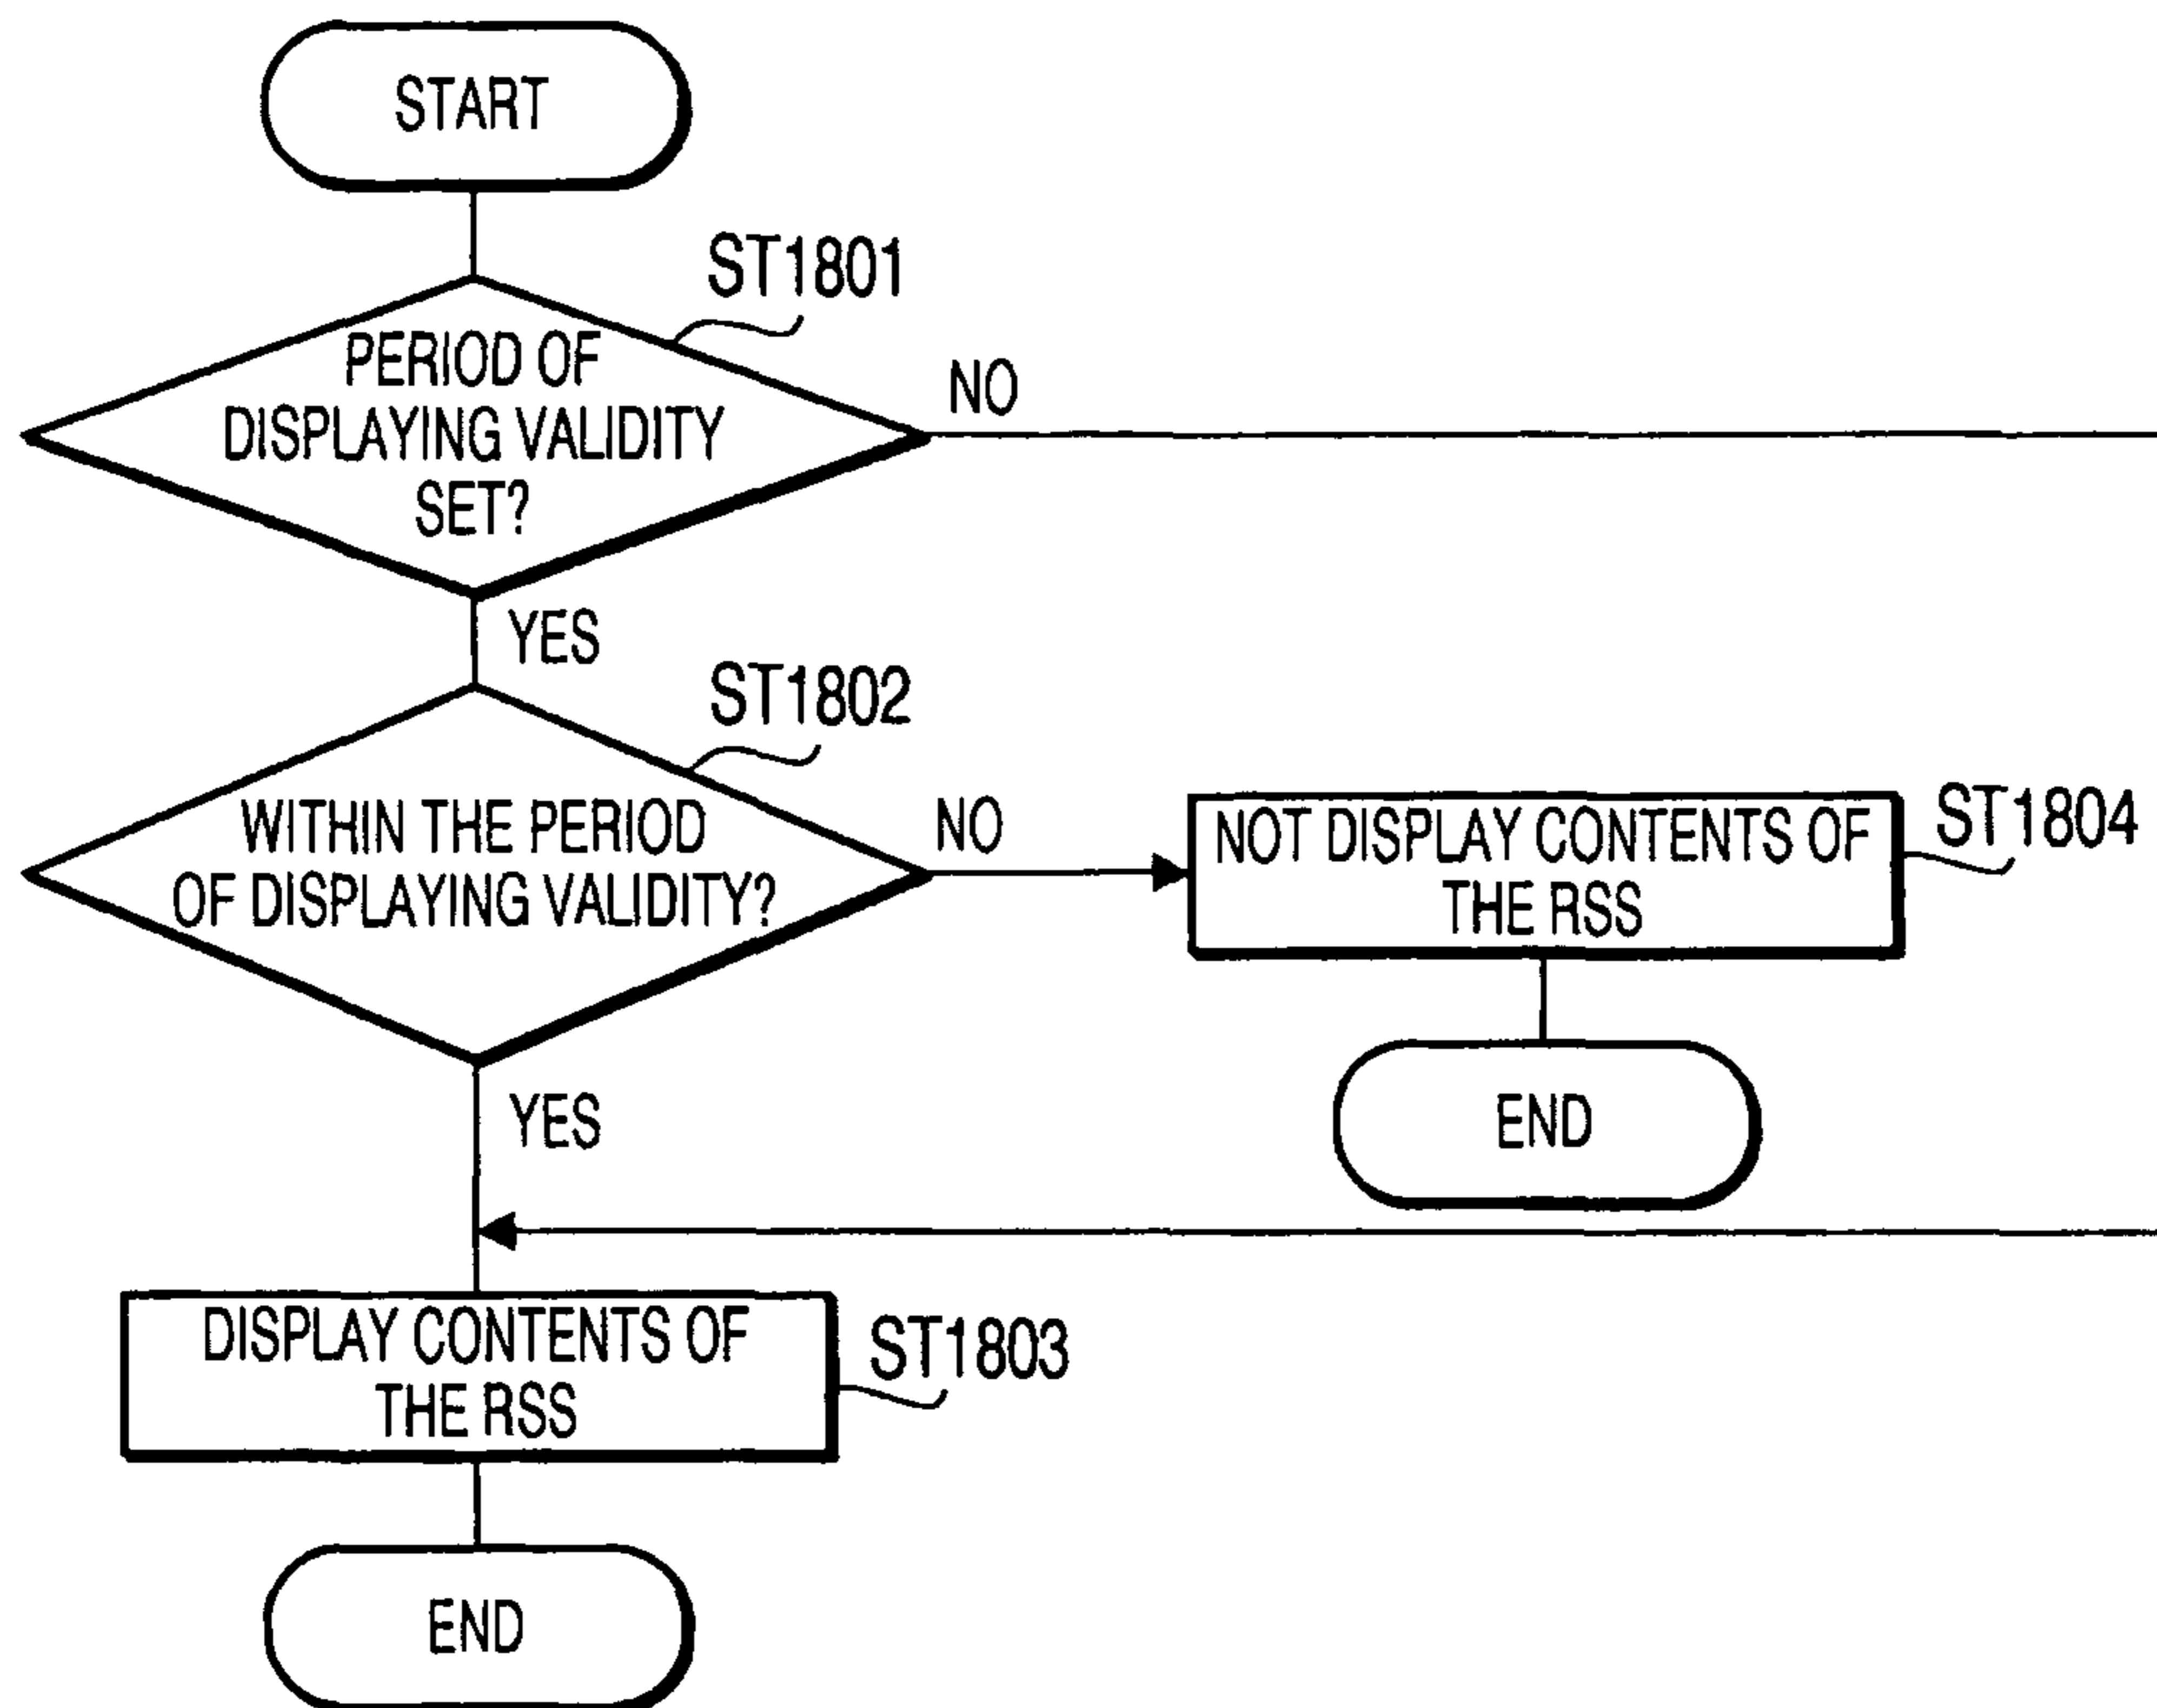 START
ST1801
PERIOD OF
DISPLAYING VALIDITY
SET?
NO
YES
ST1802
WITHIN THE PERIOD
OF DISPLAYING VALIDITY?
NO
NOT DISPLAY CONTENTS OF
THE RSS
ST1804
END
YES
DISPLAY CONTENTS OF
THE RSS
ST1803
END